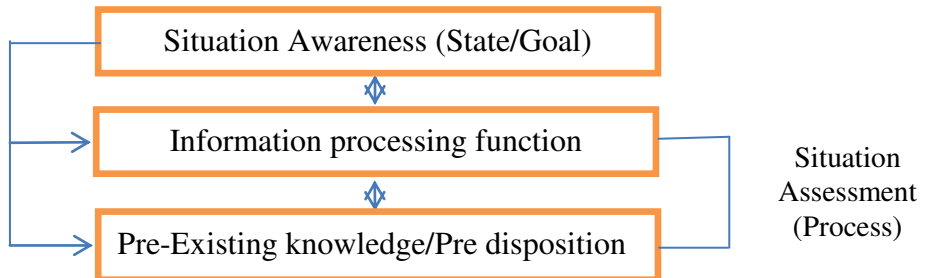 Situation Awareness (State/Goal)
Information processing function
Pre-Existing knowledge/Pre disposition
Situation
Assessment
(Process)